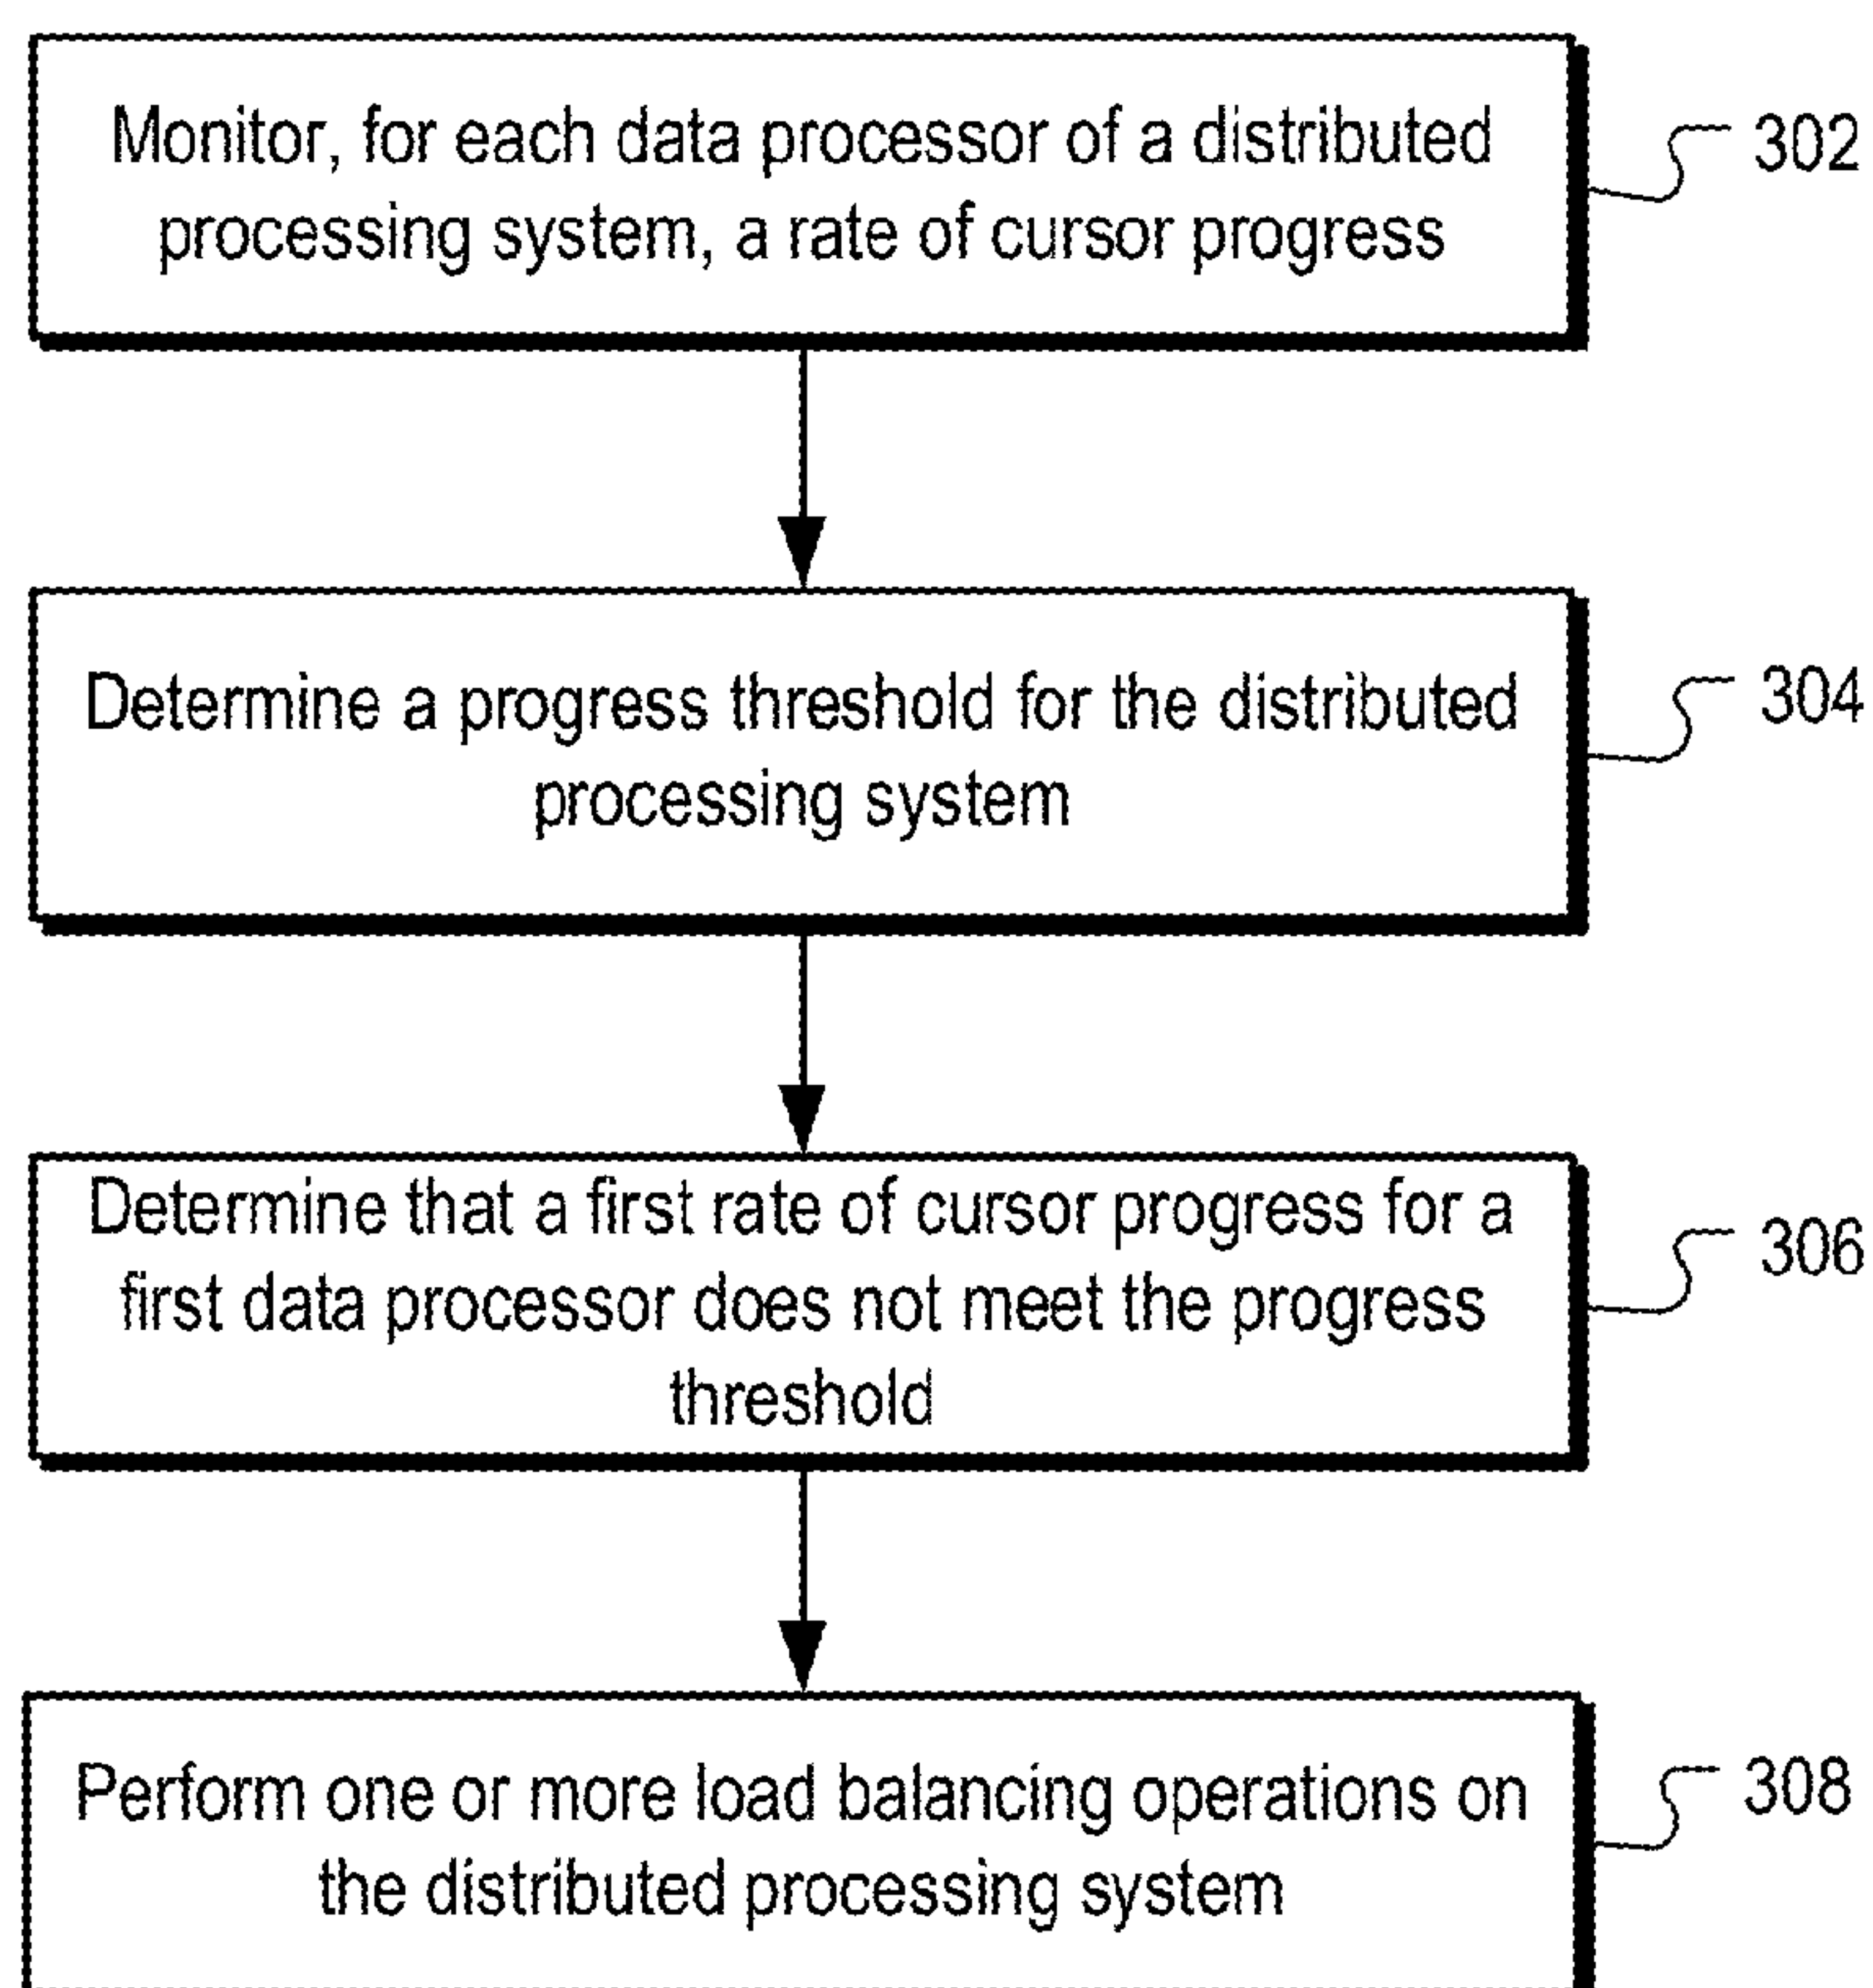 Monitor, for each data processor of a distributed
processing system, a rate of cursor progress
302
Determine a progress threshold for the distributed
processing system
304
Determine that a first rate of cursor progress for a
first data processor does not meet the progress
threshold
306
Perform one or more load balancing operations on
the distributed processing system
308